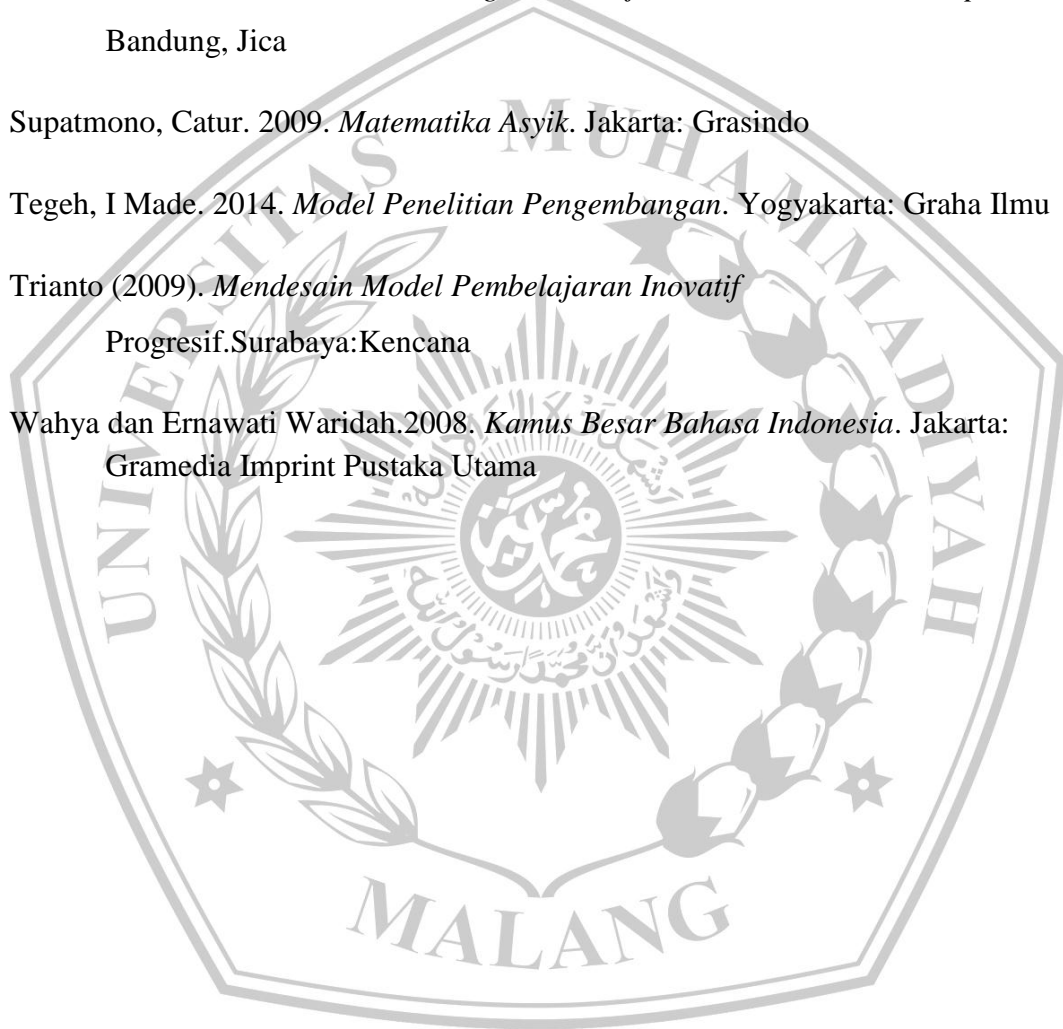 Bandung, Jica
Supatmono, Catur. 2009. Matematika Asyik. Jakarta: Grasindo
Tegeh, I Made. 2014. Model Penelitian Pengembangan. Yogyakarta: Graha Ilmu
Trianto (2009). Mendesain Model Pembelajaran Inovatif
Progresif.Surabaya:Kencana
Wahya dan Ernawati Waridah.2008. Kamus Besar Bahasa Indonesia. Jakarta:
Gramedia Imprint Pustaka Utama
UNIVERSITAS MUHAMMADIYAH
MALANG